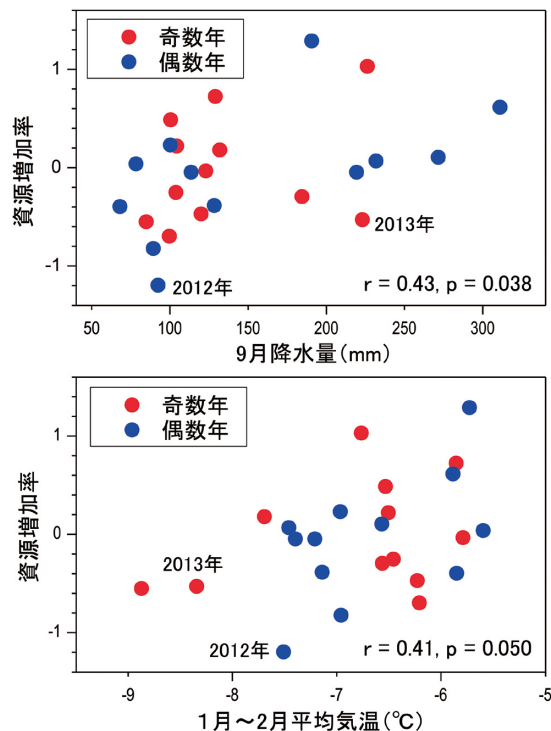 奇数年
偶数年
1
0
-1
資源増加率
2013年
2012年
r = 0.43, p = 0.038
50 100 150 200 250 300
9月降水量(mm)
奇数年
偶数年
1
0
-1
資源増加率
2013年
2012年
r = 0.41, p = 0.050
-9 -8 -7 -6 -5
1月～2月平均気温(℃)